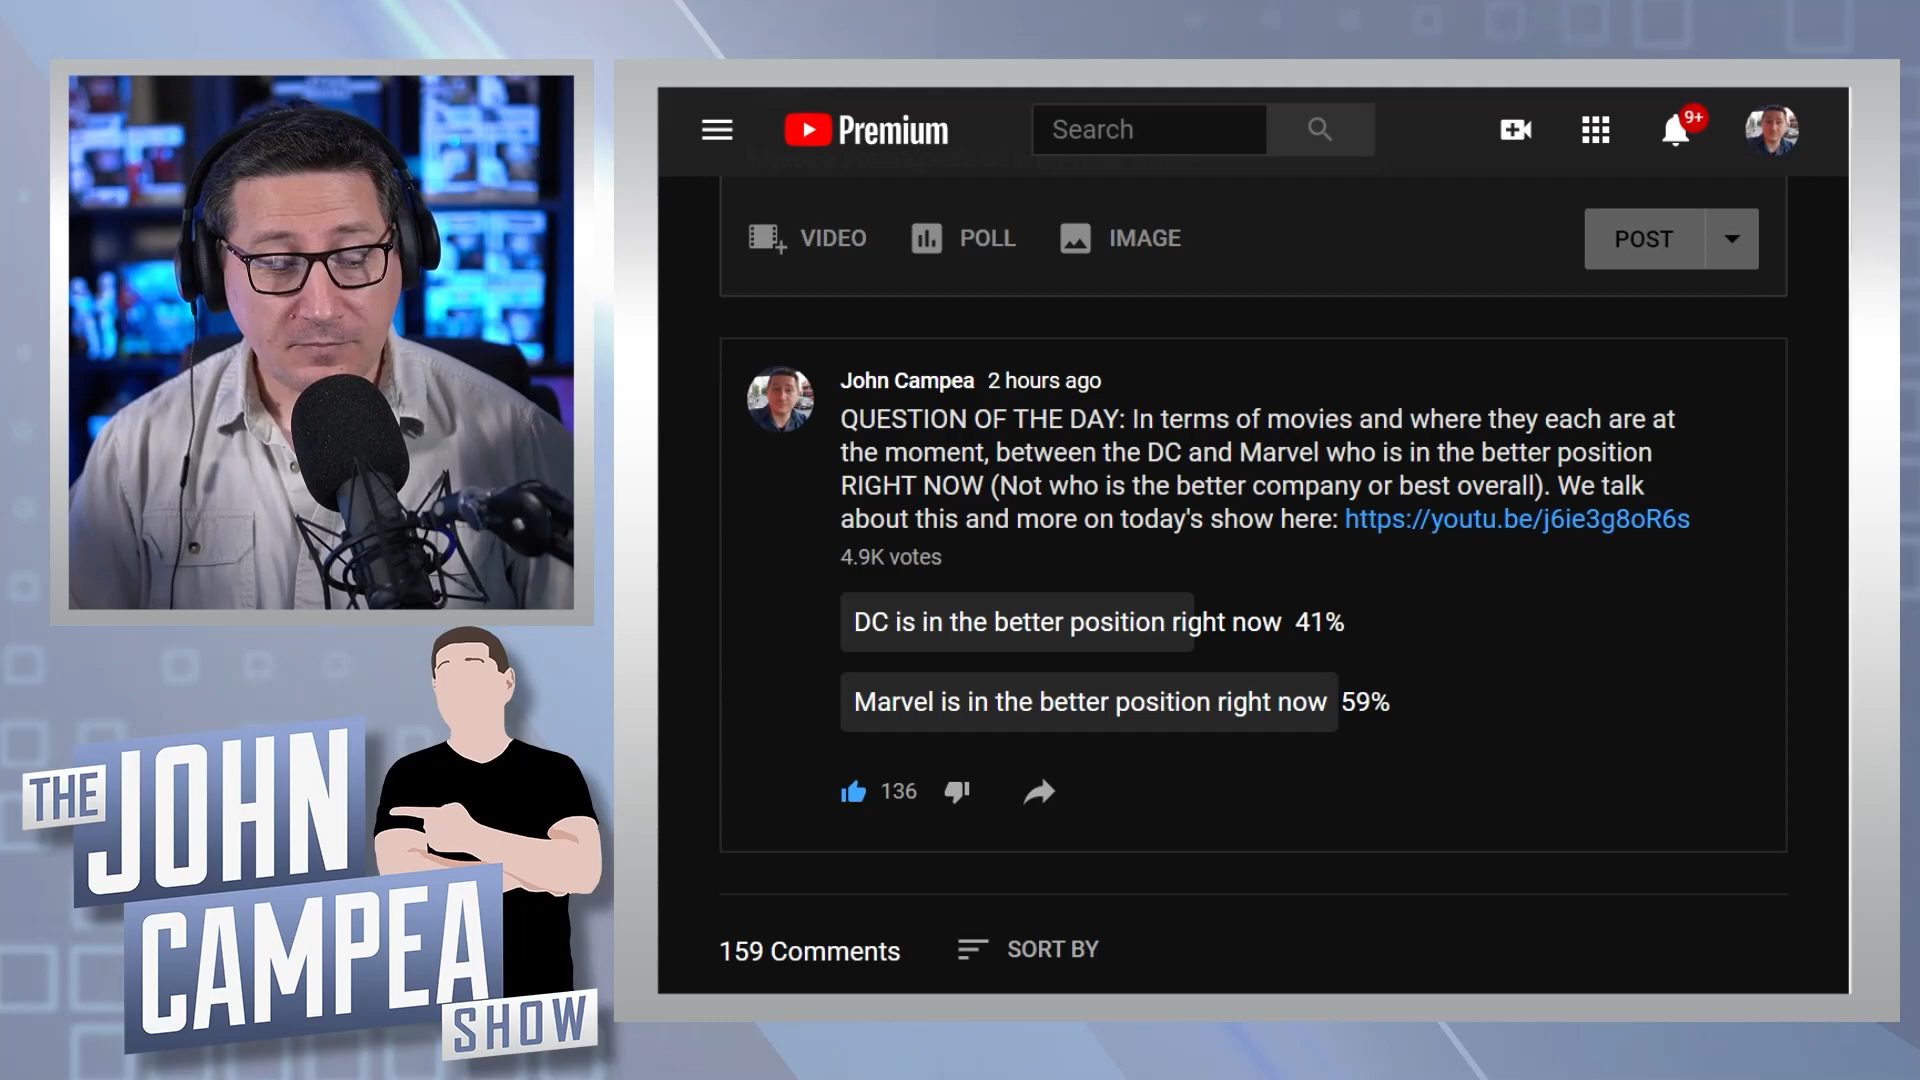 Premium
Search
9+
VIDEO
POLL
IMAGE
POST
John Campea 2 hours ago
QUESTION OF THE DAY: In terms of movies and where they each are at
the moment, between the DC and Marvel who is in the better position
RIGHT NOW (Not who is the better company or best overall). We talk
about this and more on today's show here: https://youtu.be/j6ie3g8oR6s
4.9K votes
DC is in the better position right now 41%
Marvel is in the better position right now 59%
136
159 Comments
SORT BY
THE
JOHN
CAMPEA
SHOW